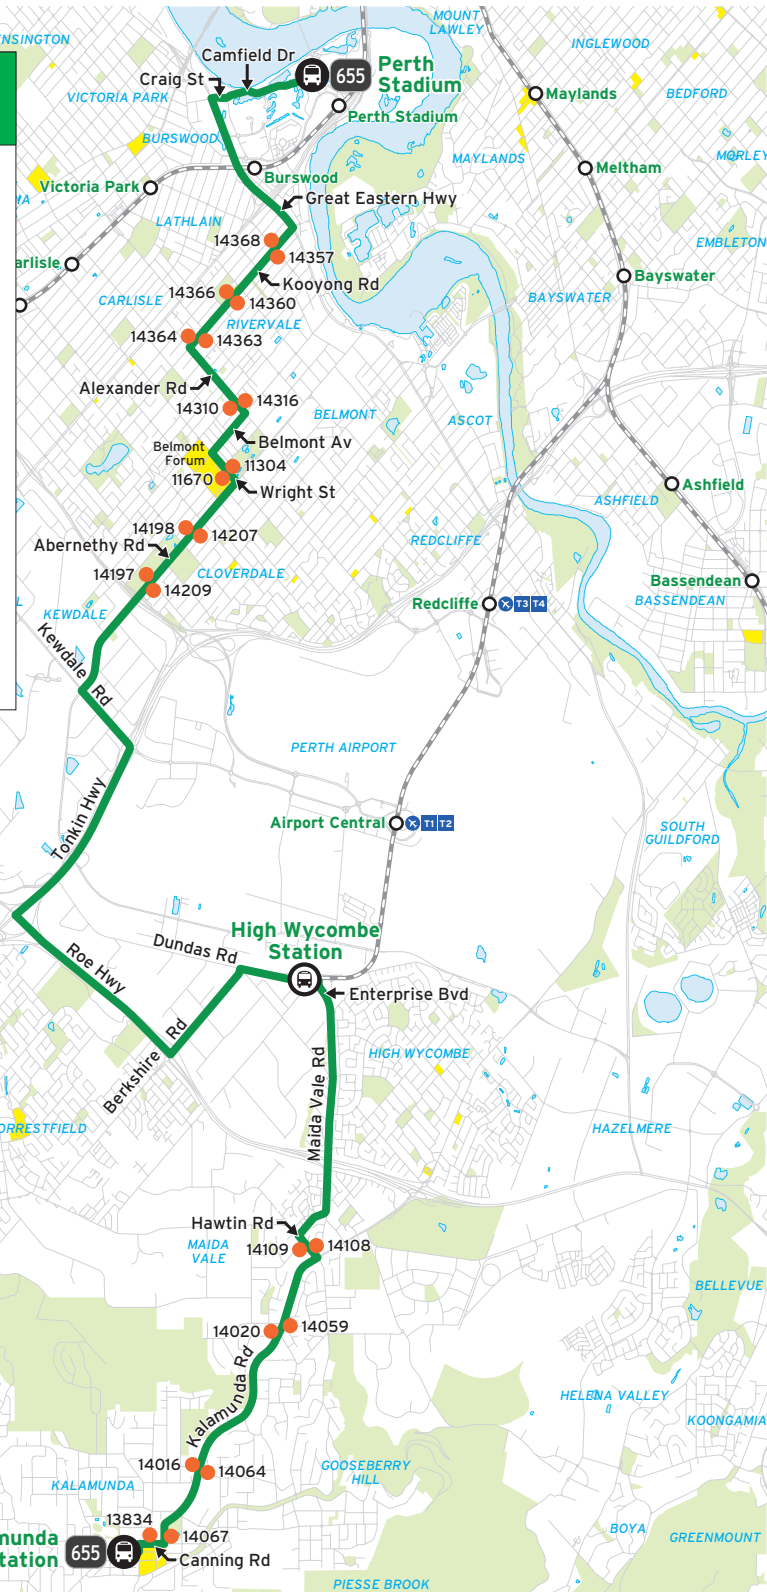 MOUNT
LAWLEY
ENSINGTON
INGLEWOOD
Camfield Dr
Perth
Stadium
655
Craig St
VICTORIA PARK
Maylands
BEDFORD
Perth Stadium
BURSWOOD
MAYLANDS
MORLEY
Meltham
Burswood
Victoria Park
Great Eastern Hwy
LATHLAIN
14368
EMBLETON
14357
arlisle
Bayswater
Kooyong Rd
14366
CARLISLE
14360
BAYSWATER
RIVERVALE
14364
14363
Alexander Rd
14316
14310
BELMONT
ASCOT
Belmont Av
Belmont
Forum
11304
11670
Wright St
Ashfield
ASHFIELD
14198
14207
Abernethy Rd
REDCLIFFE
14197
CLOVERDALE
14209
Bassendean
BASSENDEAN
KEWDALE
Redcliffe
T3 T4
Kewdale Rd
PERTH AIRPORT
Tonkin Hwy
Airport Central
T1 T2
SOUTH
GUILDFORD
High Wycombe
Station
Dundas Rd
Roe Hwy
Enterprise Bvd
Berkshire Rd
HIGH WYCOMBE
Maida Vale Rd
ORRESTFIELD
HAZELMERE
Hawtin Rd
MAIDA
VALE
14109
14108
BELLEVUE
14020
14059
Kalamunda Rd
HELENA VALLEY
KOONGAMIA
14016
14064
GOOSEBERRY
HILL
KALAMUNDA
13834
14067
BOYA
GREENMOUNT
munda
tation
655
Canning Rd
PIESSE BROOK